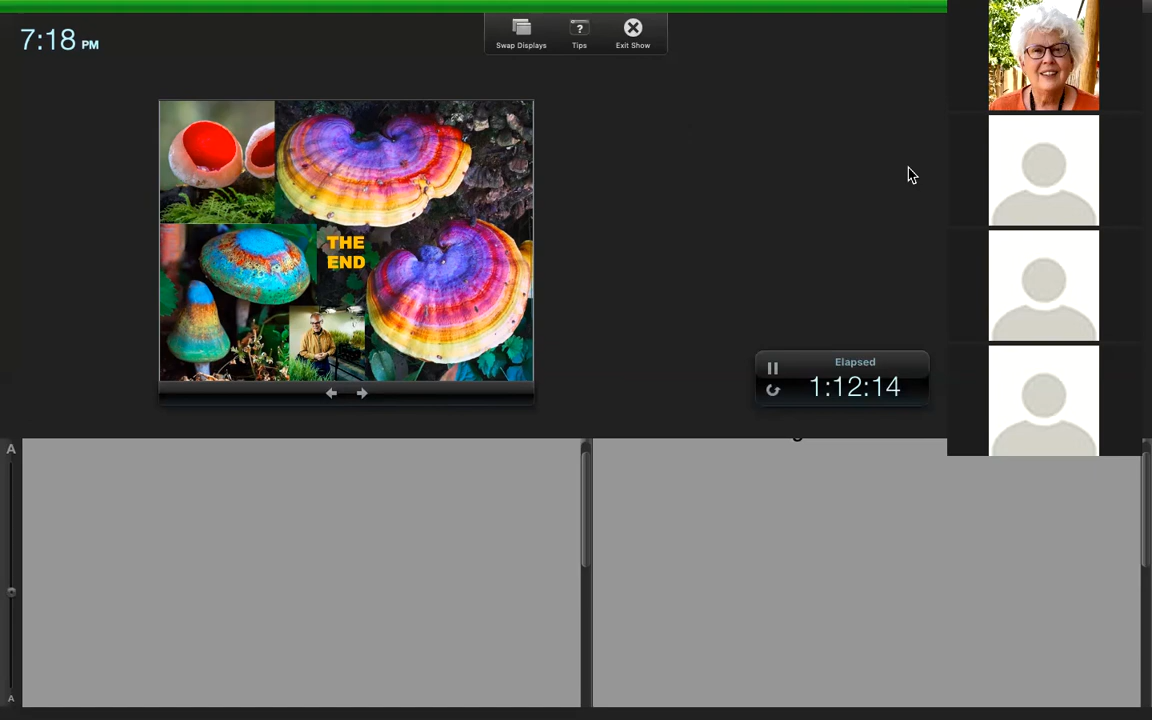 7:18 PM
Swap Displays
Tips
Exit Show
THE
END
Elapsed
1:12:14
A
A